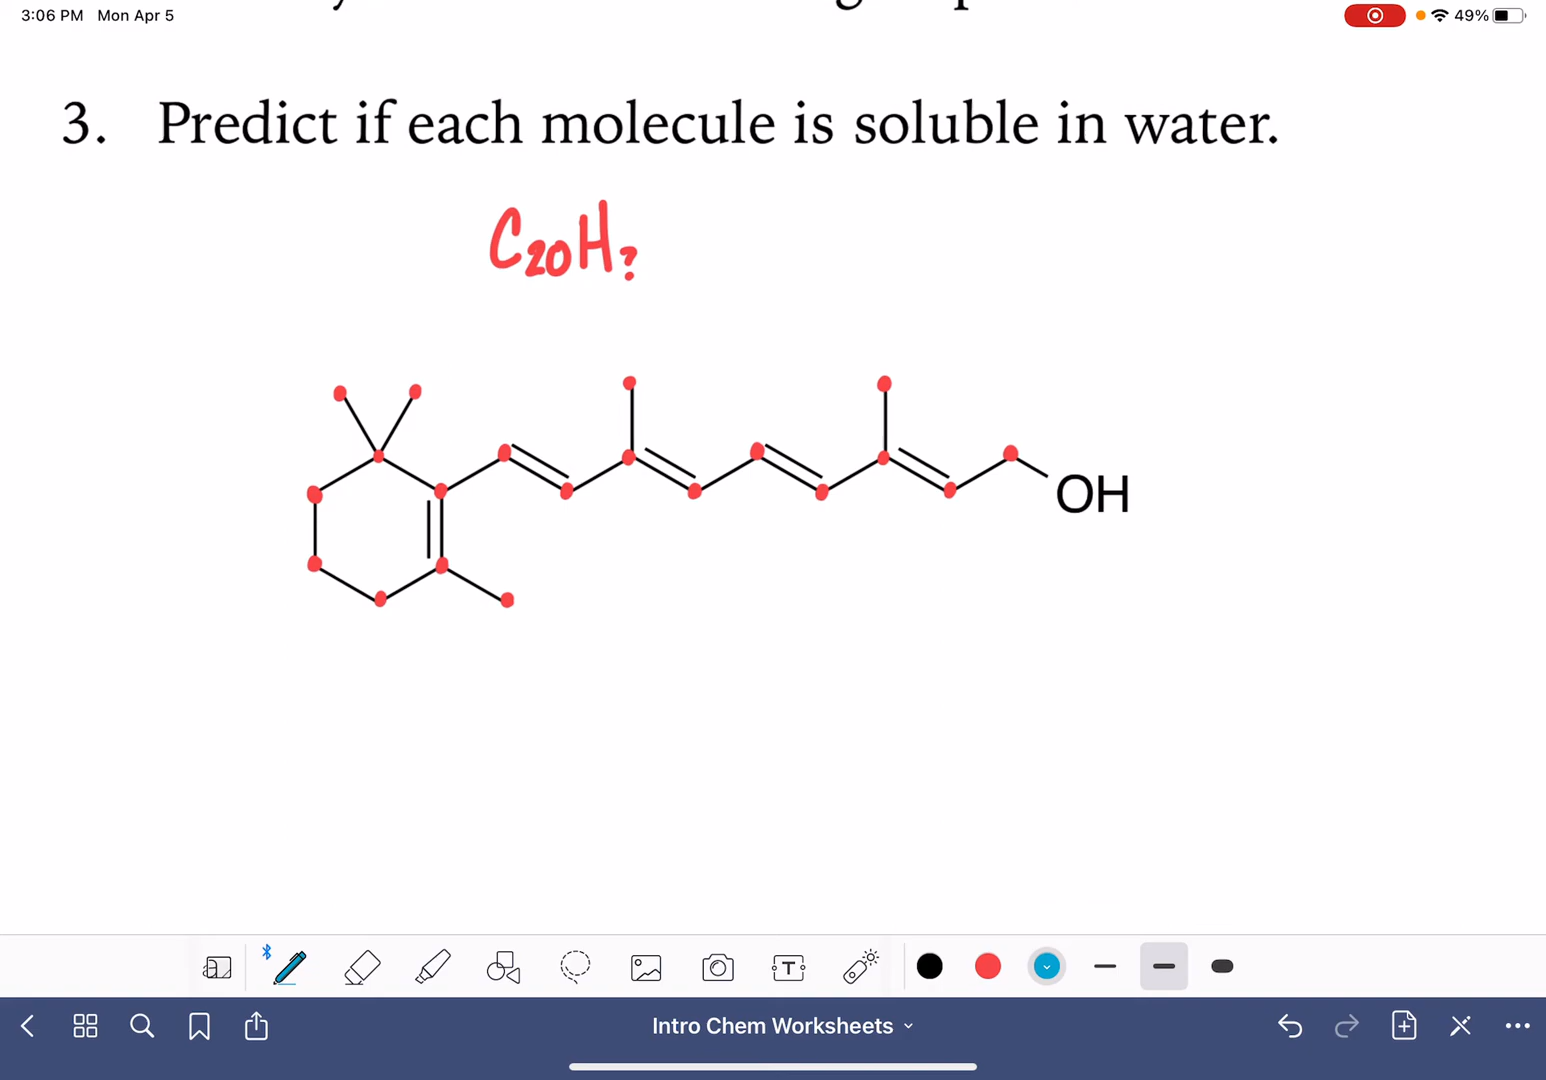 3:06 PM Mon Apr 5
49%
3. Predict if each molecule is soluble in water.
C₂₀H?
OH
Intro Chem Worksheets